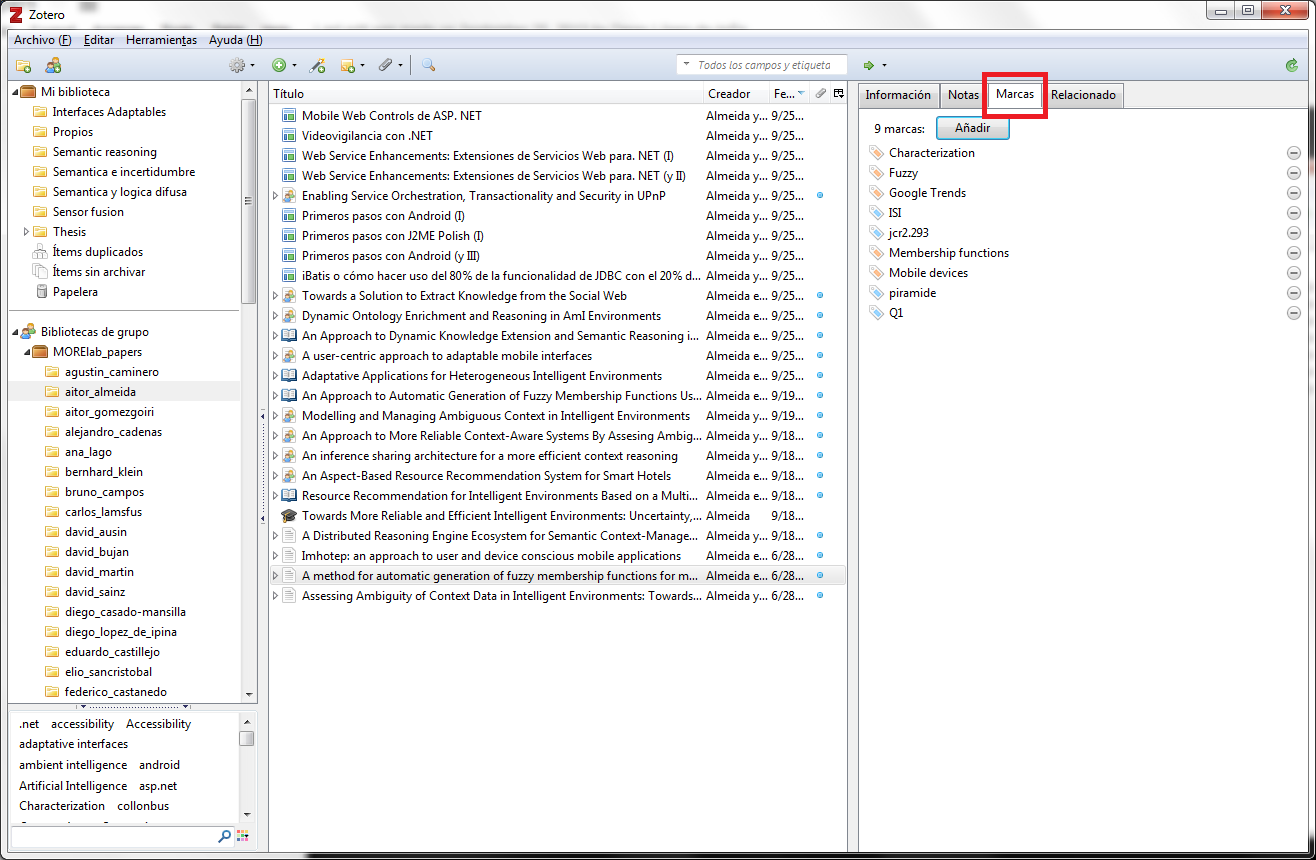 Zotero
Archivo (F) Editar Herramientas Ayuda (H)
Todos los campos y etiqueta
Mi biblioteca
Interfaces Adaptables
Propios
Semantic reasoning
Semantica e incertidumbre
Semantica y logica difusa
Sensor fusion
Thesis
Ítems duplicados
Ítems sin archivar
Papelera
Bibliotecas de grupo
MORElab_papers
agustin_caminero
aitor_almeida
aitor_gomezgoiri
alejandro_cadenas
ana_lago
bernhard_klein
bruno_campos
carlos_lamsfus
david_ausin
david_bujan
david_martin
david_sainz
diego_casado-mansilla
diego_lopez_de_ipina
eduardo_castillejo
elio_sancristobal
federico_castanedo
.net accessibility Accessibility
adaptative interfaces
ambient intelligence android
Artificial Intelligence asp.net
Characterization collonbus
Título Creador Fe...
Mobile Web Controls de ASP. NET Almeida y... 9/25...
Videovigilancia con .NET Almeida y... 9/25...
Web Service Enhancements: Extensiones de Servicios Web para. NET (I) Almeida y... 9/25...
Web Service Enhancements: Extensiones de Servicios Web para. NET (y II) Almeida y... 9/25...
Enabling Service Orchestration, Transactionality and Security in UPnP Almeida y... 9/25...
Primeros pasos con Android (I) Almeida y... 9/25...
Primeros pasos con J2ME Polish (I) Almeida y... 9/25...
Primeros pasos con Android (y III) Almeida y... 9/25...
iBatis o cómo hacer uso del 80% de la funcionalidad de JDBC con el 20% d... Almeida y... 9/25...
Towards a Solution to Extract Knowledge from the Social Web Almeida e... 9/25...
Dynamic Ontology Enrichment and Reasoning in AmI Environments Almeida y... 9/25...
An Approach to Dynamic Knowledge Extension and Semantic Reasoning i... Almeida e... 9/25...
A user-centric approach to adaptable mobile interfaces Almeida e... 9/25...
Adaptative Applications for Heterogeneous Intelligent Environments Almeida e... 9/25...
An Approach to Automatic Generation of Fuzzy Membership Functions Us... Almeida e... 9/19...
Modelling and Managing Ambiguous Context in Intelligent Environments Almeida y... 9/19...
An Approach to More Reliable Context-Aware Systems By Assesing Ambig... Almeida y... 9/18...
An inference sharing architecture for a more efficient context reasoning Almeida y... 9/18...
An Aspect-Based Resource Recommendation System for Smart Hotels Almeida e... 9/18...
Resource Recommendation for Intelligent Environments Based on a Multi... Almeida e... 9/18...
Towards More Reliable and Efficient Intelligent Environments: Uncertainty,... Almeida 9/18...
A Distributed Reasoning Engine Ecosystem for Semantic Context-Manage... Almeida y... 9/18...
Imhotep: an approach to user and device conscious mobile applications Almeida e... 6/28...
A method for automatic generation of fuzzy membership functions for m... Almeida e... 6/28...
Assessing Ambiguity of Context Data in Intelligent Environments: Towards... Almeida y... 6/28...
Información Notas Marcas Relacionado
9 marcas: Añadir
Characterization
Fuzzy
Google Trends
ISI
jcr2.293
Membership functions
Mobile devices
piramide
Q1